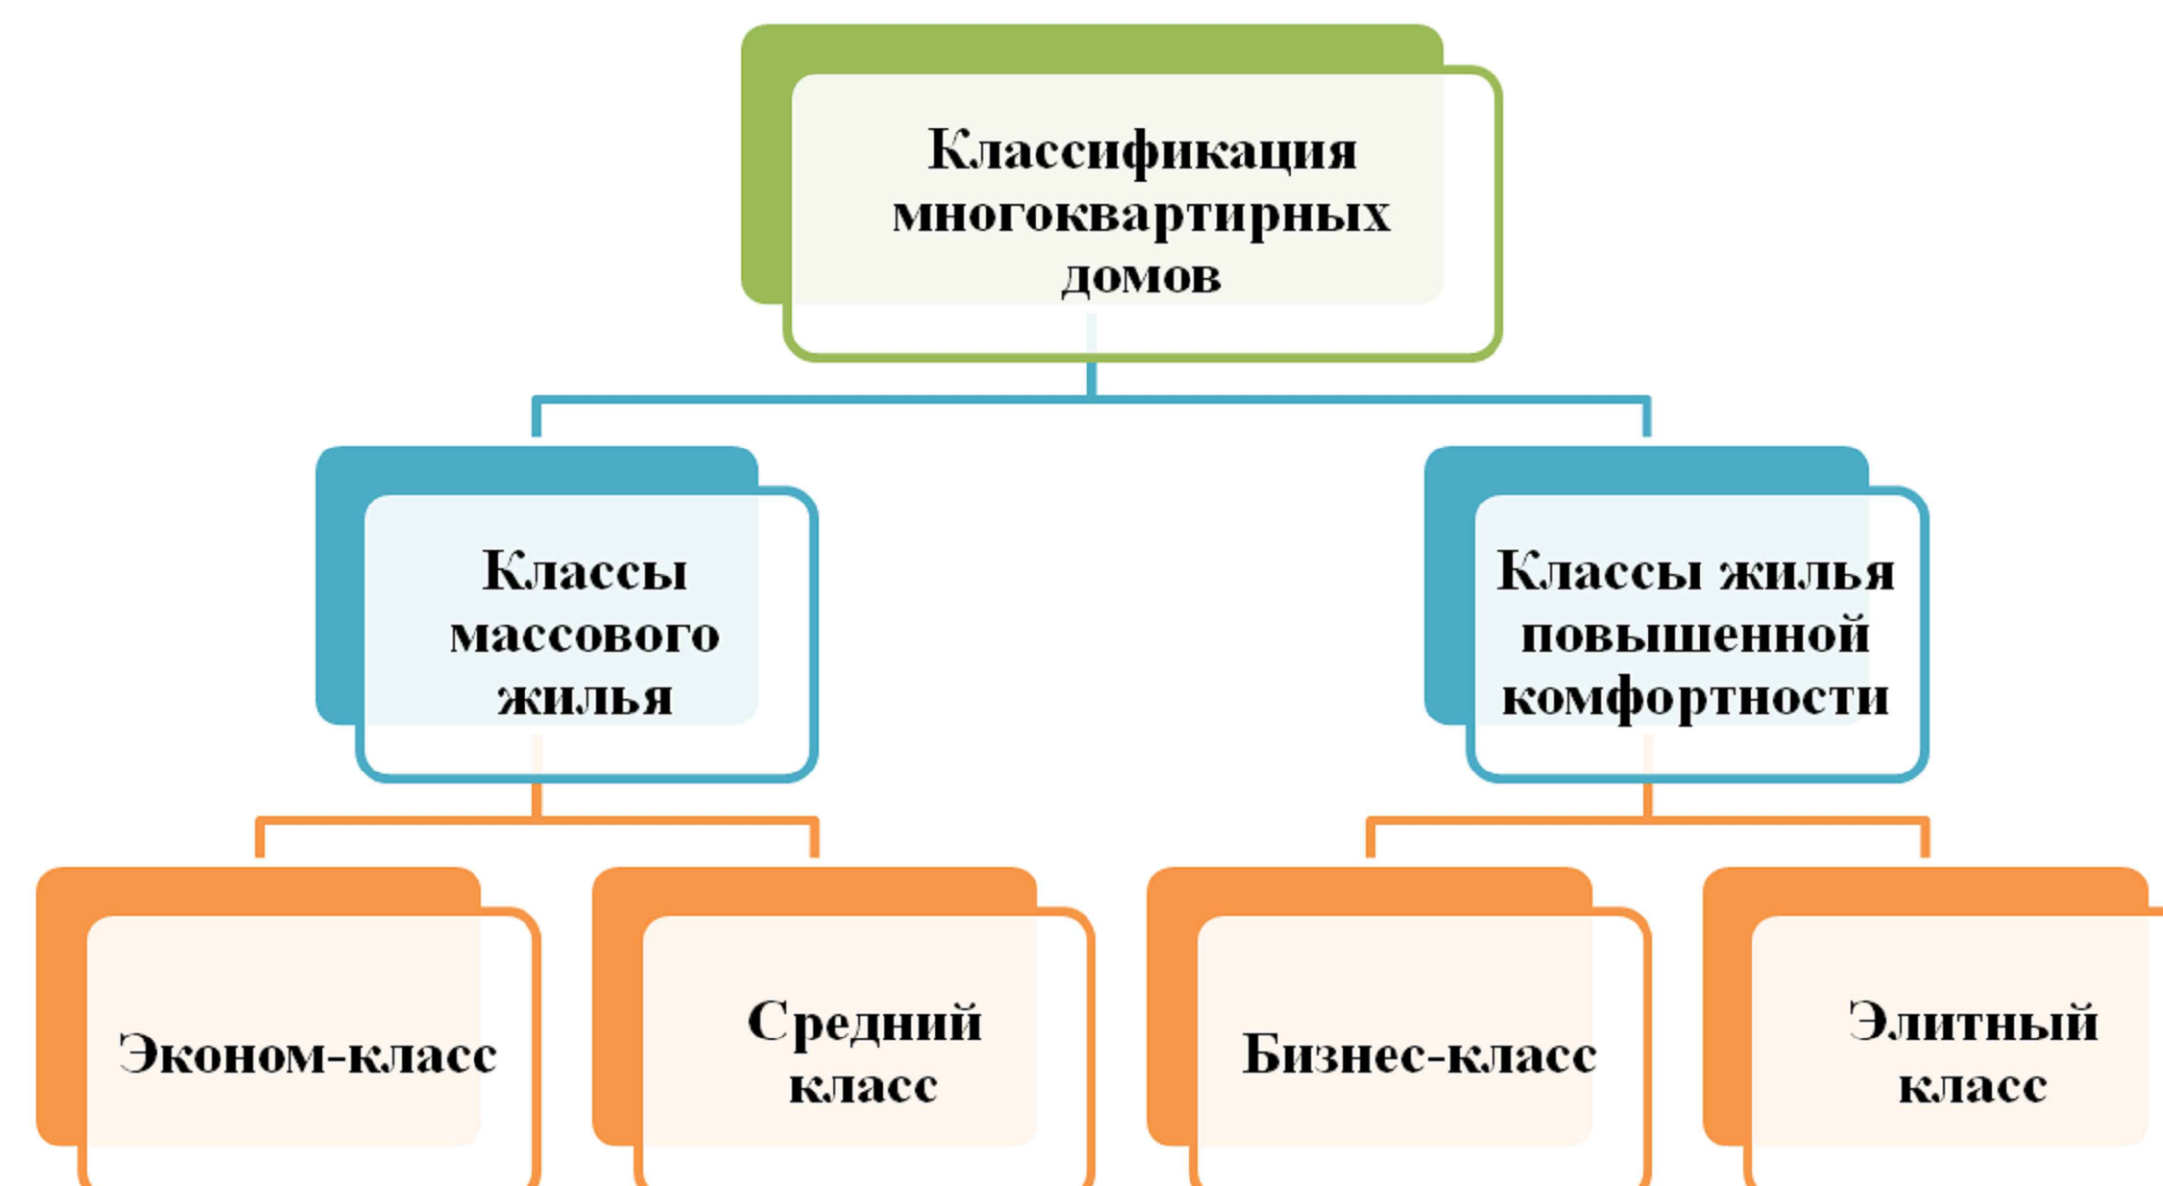 Классификация
многоквартирных
домов
Классы
массового
жилья
Классы жилья
повышенной
комфортности
Эконом-класс
Средний
класс
Бизнес-класс
Элитный
класс